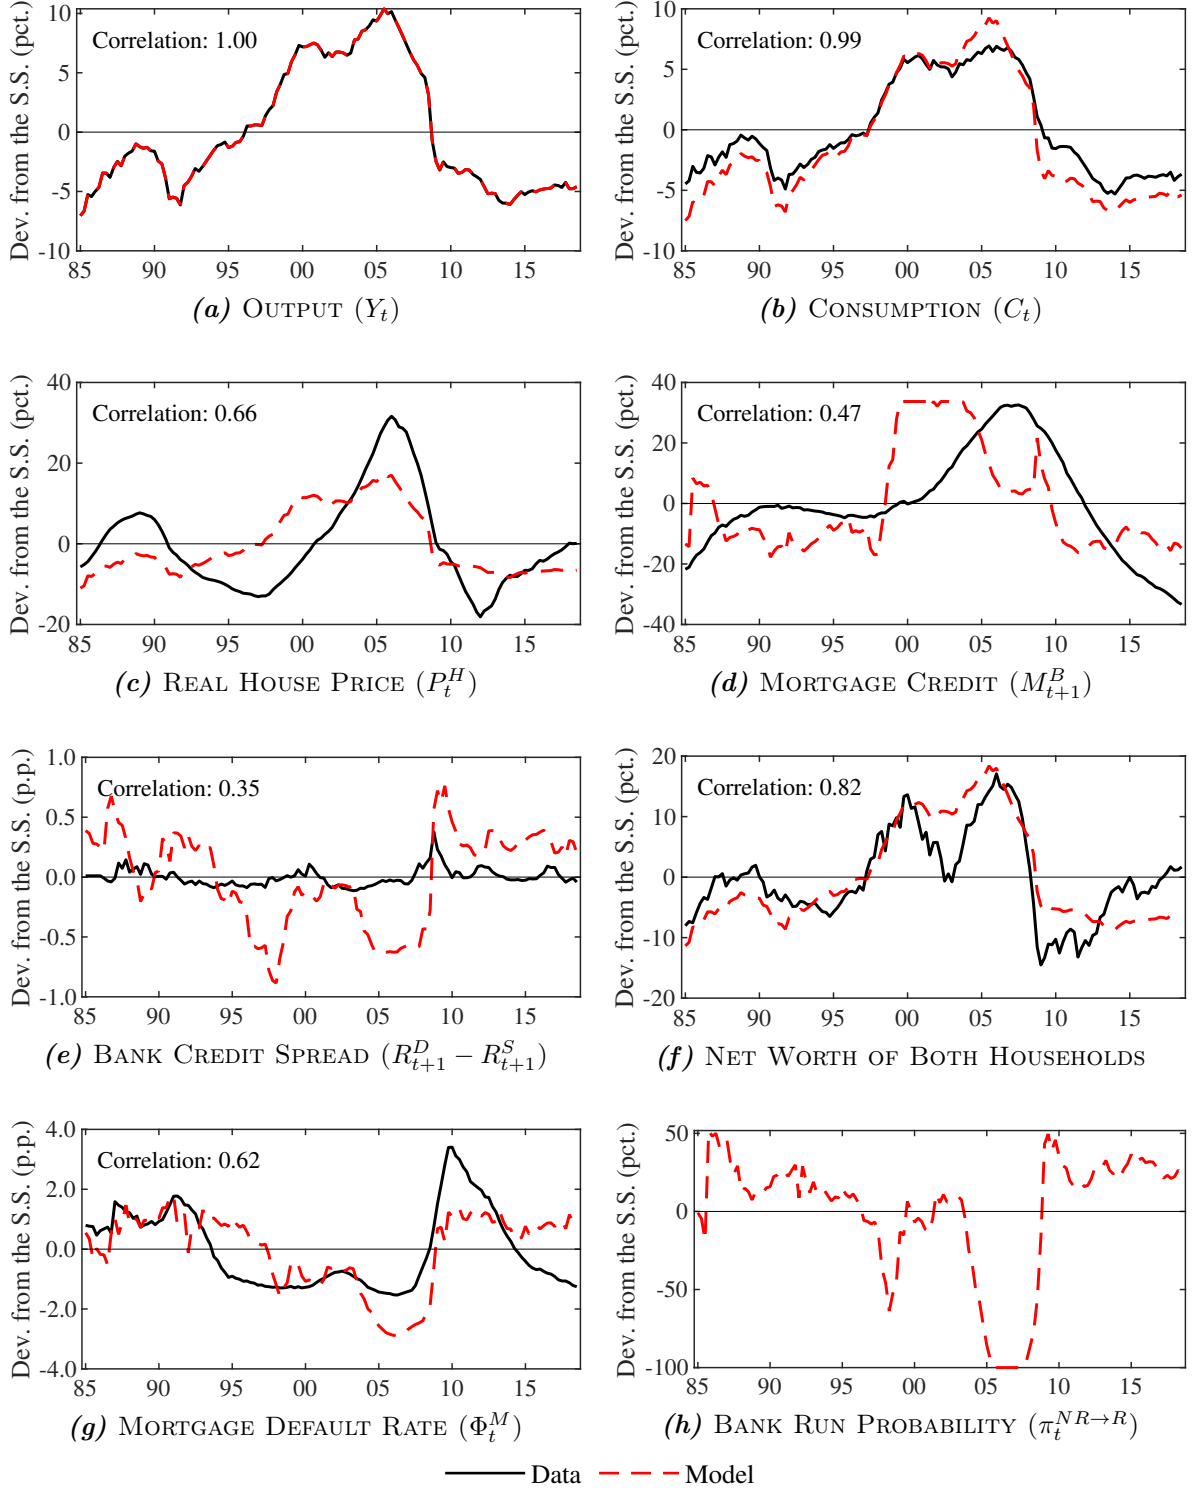 Dev. from the S.S. (pct.)
10
5
0
-5
-10
Correlation: 1.00
85 90 95 00 05 10 15
(a) Output (Y_t)
Dev. from the S.S. (pct.)
10
5
0
-5
-10
Correlation: 0.99
85 90 95 00 05 10 15
(b) Consumption (C_t)
Dev. from the S.S. (pct.)
40
20
0
-20
Correlation: 0.66
85 90 95 00 05 10 15
(c) Real House Price (P_t^H)
Dev. from the S.S. (pct.)
40
20
0
-20
-40
Correlation: 0.47
85 90 95 00 05 10 15
(d) Mortgage Credit (M_{t+1}^B)
Dev. from the S.S. (p.p.)
1.0
0.5
0.0
-0.5
-1.0
Correlation: 0.35
85 90 95 00 05 10 15
(e) Bank Credit Spread (R_{t+1}^D − R_{t+1}^S)
Dev. from the S.S. (pct.)
20
10
0
-10
-20
Correlation: 0.82
85 90 95 00 05 10 15
(f) Net Worth of Both Households
Dev. from the S.S. (p.p.)
4.0
2.0
0.0
-2.0
-4.0
Correlation: 0.62
85 90 95 00 05 10 15
(g) Mortgage Default Rate (Φ_t^M)
Dev. from the S.S. (pct.)
50
0
-50
-100
85 90 95 00 05 10 15
(h) Bank Run Probability (π_t^{NR→R})
Data Model